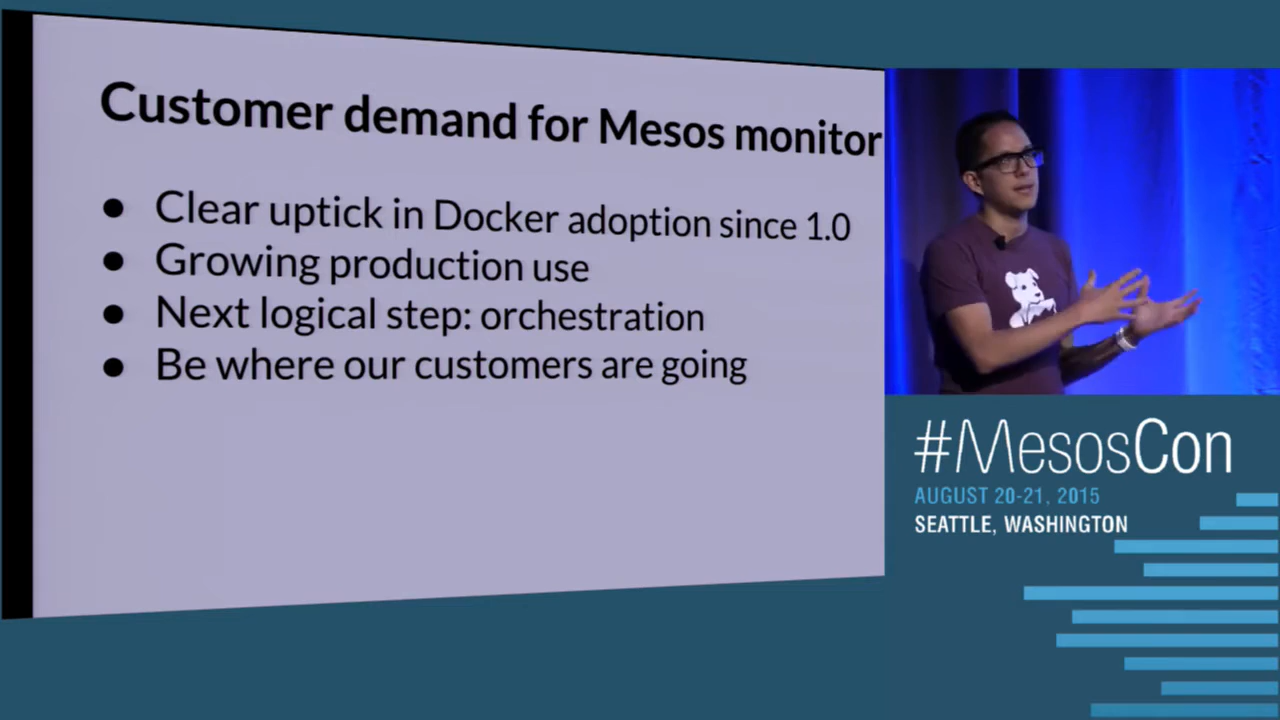 Customer demand for Mesos monitor
● Clear uptick in Docker adoption since 1.0
● Growing production use
● Next logical step: orchestration
● Be where our customers are going
#MesosCon
AUGUST 20-21, 2015
SEATTLE, WASHINGTON